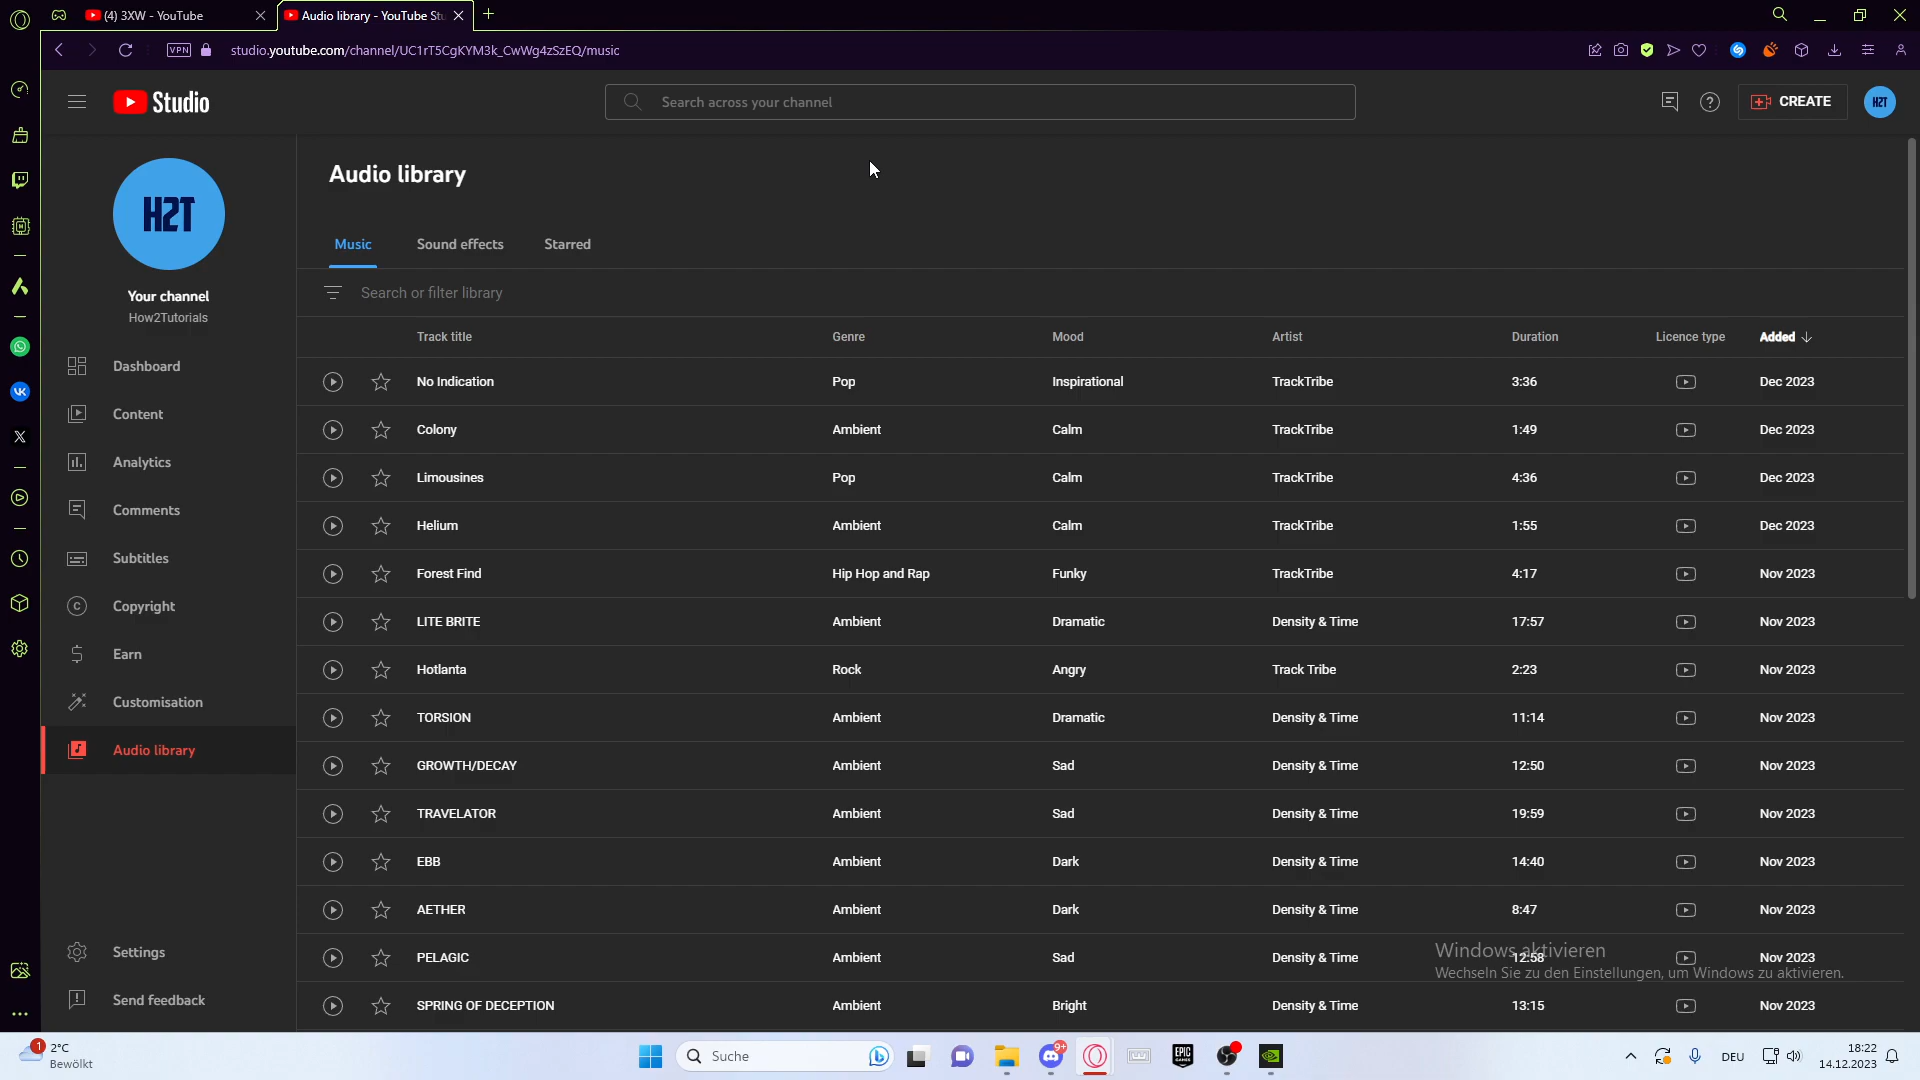 (4) 3XW - YouTube
Audio library - YouTube Stu
VPN
studio.youtube.com/channel/UC1rT5CgKYM3k_CwWg4zSzEQ/music
Studio
Search across your channel
CREATE
H2T
H2T
Your channel
How2Tutorials
Dashboard
Content
Analytics
Comments
Subtitles
Copyright
Earn
Customisation
Audio library
Settings
Send feedback
Audio library
Music Sound effects Starred
Search or filter library
Track title Genre Mood Artist Duration Licence type Added
No Indication Pop Inspirational TrackTribe 3:36 Dec 2023
Colony Ambient Calm TrackTribe 1:49 Dec 2023
Limousines Pop Calm TrackTribe 4:36 Dec 2023
Helium Ambient Calm TrackTribe 1:55 Dec 2023
Forest Find Hip Hop and Rap Funky TrackTribe 4:17 Nov 2023
LITE BRITE Ambient Dramatic Density & Time 17:57 Nov 2023
Hotlanta Rock Angry Track Tribe 2:23 Nov 2023
TORSION Ambient Dramatic Density & Time 11:14 Nov 2023
GROWTH/DECAY Ambient Sad Density & Time 12:50 Nov 2023
TRAVELATOR Ambient Sad Density & Time 19:59 Nov 2023
EBB Ambient Dark Density & Time 14:40 Nov 2023
AETHER Ambient Dark Density & Time 8:47 Nov 2023
PELAGIC Ambient Sad Density & Time 12:58 Nov 2023
SPRING OF DECEPTION Ambient Bright Density & Time 13:15 Nov 2023
Windows aktivieren
Wechseln Sie zu den Einstellungen, um Windows zu aktivieren.
1
2°C
Bewölkt
Suche
9+
EPIC GAMES
DEU
18:22
14.12.2023